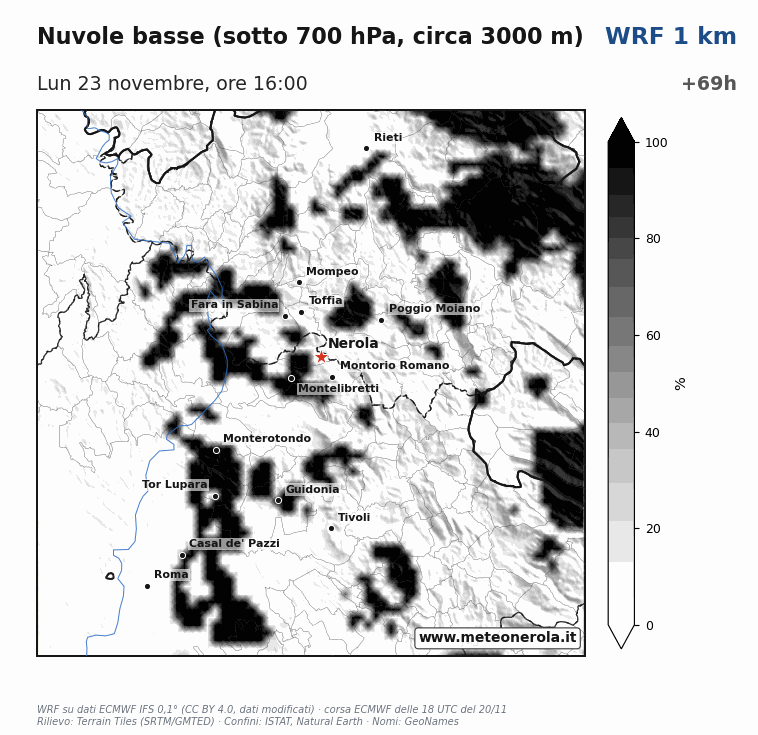 Nuvole basse (sotto 700 hPa, circa 3000 m) WRF 1 km
Lun 23 novembre, ore 16:00 +69h
Rieti
100
80
60
40
20
0
%
Mompeo
Toffia
Fara in Sabina
Poggio Moiano
Nerola
Montorio Romano
Montelibretti
Monterotondo
Tor Lupara
Guidonia
Tivoli
Casal de' Pazzi
Roma
www.meteonerola.it
WRF su dati ECMWF IFS 0,1° (CC BY 4.0, dati modificati) · corsa ECMWF delle 18 UTC del 20/11
Rilievo: Terrain Tiles (SRTM/GMTED) · Confini: ISTAT, Natural Earth · Nomi: GeoNames